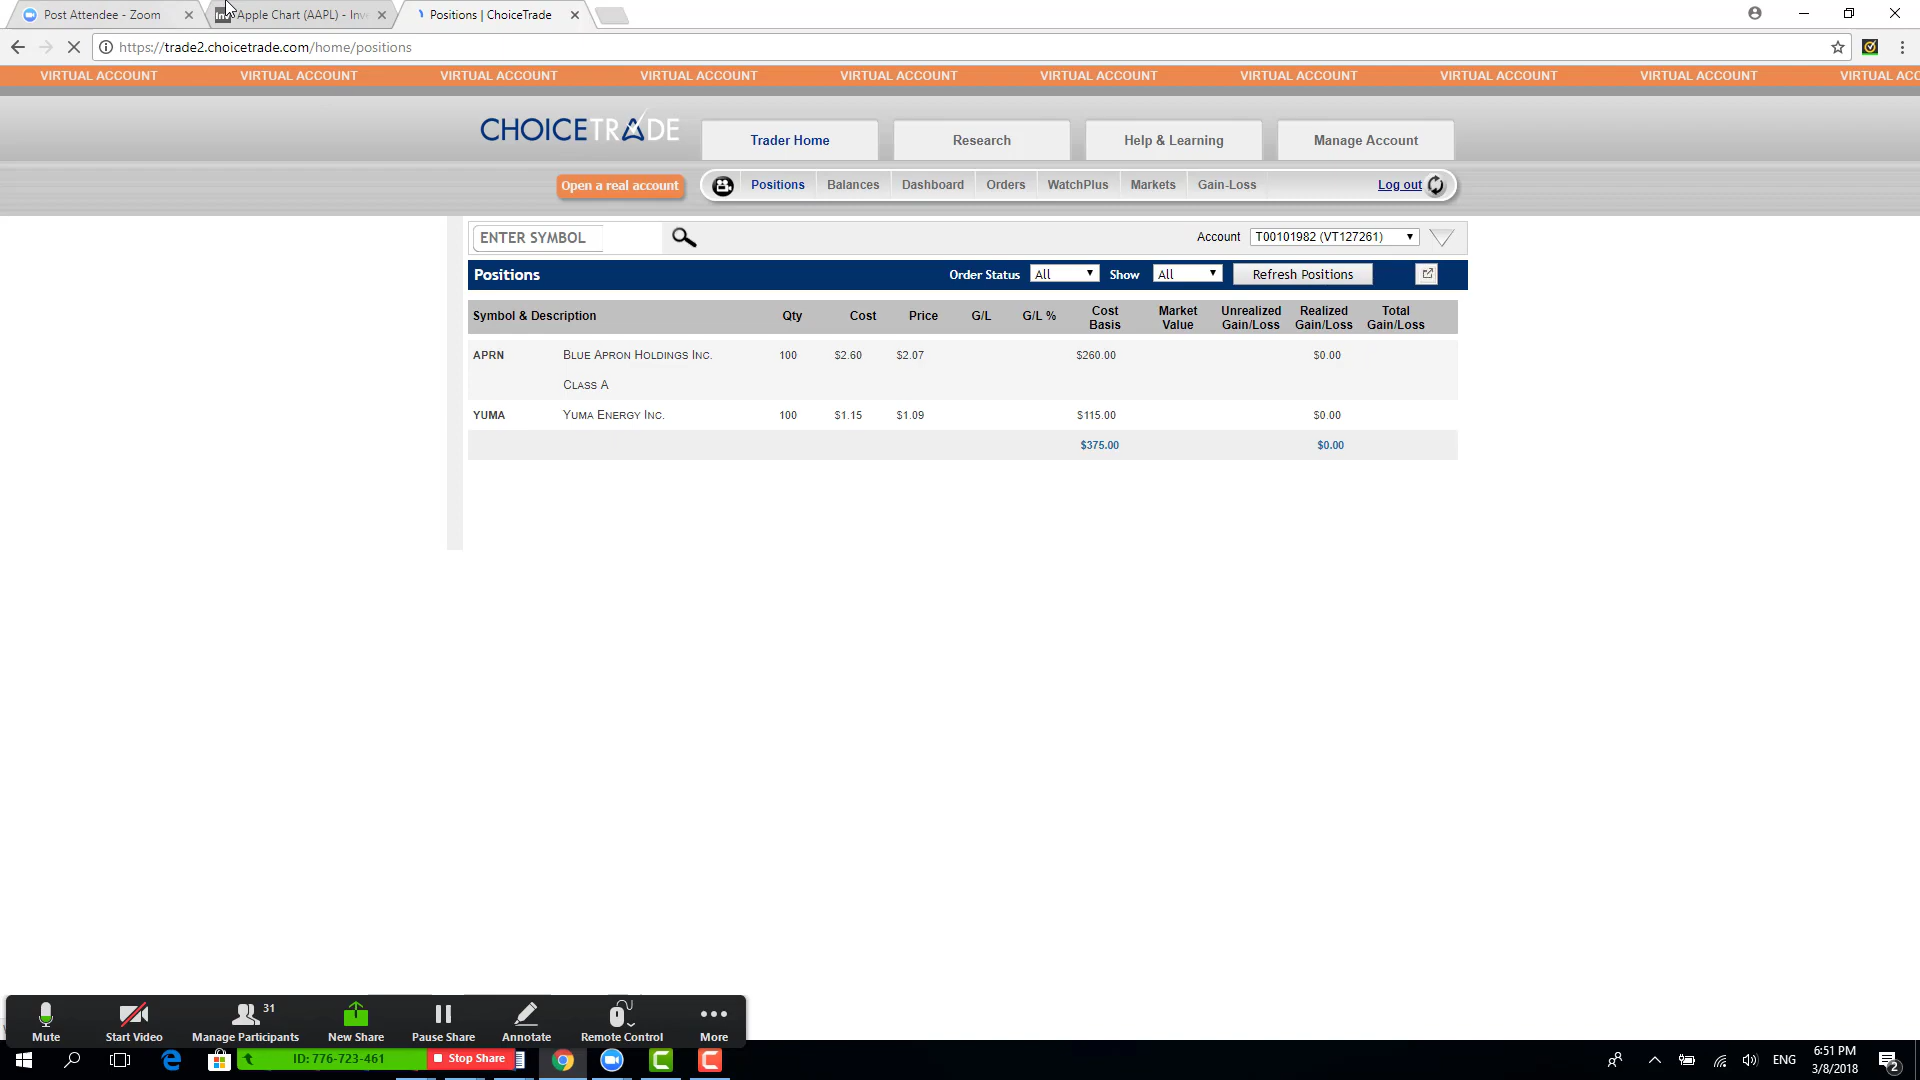 Post Attendee - Zoom
Apple Chart (AAPL) - Inv
Positions | ChoiceTrade
https://trade2.choicetrade.com/home/positions
VIRTUAL ACCOUNT VIRTUAL ACCOUNT VIRTUAL ACCOUNT VIRTUAL ACCOUNT VIRTUAL ACCOUNT VIRTUAL ACCOUNT VIRTUAL ACCOUNT VIRTUAL ACCOUNT VIRTUAL ACCOUNT VIRTUAL ACC
CHOICETRADE
Trader Home Research Help & Learning Manage Account
Open a real account
Positions Balances Dashboard Orders WatchPlus Markets Gain-Loss Log out
ENTER SYMBOL
Account T00101982 (VT127261)
Positions Order Status All Show All Refresh Positions
Symbol & Description Qty Cost Price G/L G/L % Cost Basis Market Value Unrealized Gain/Loss Realized Gain/Loss Total Gain/Loss
APRN BLUE APRON HOLDINGS INC. 100 $2.60 $2.07 $260.00 $0.00
CLASS A
YUMA YUMA ENERGY INC. 100 $1.15 $1.09 $115.00 $0.00
$375.00 $0.00
31
Mute Start Video Manage Participants New Share Pause Share Annotate Remote Control More
ID: 776-723-461 Stop Share
ENG
6:51 PM
3/8/2018
2